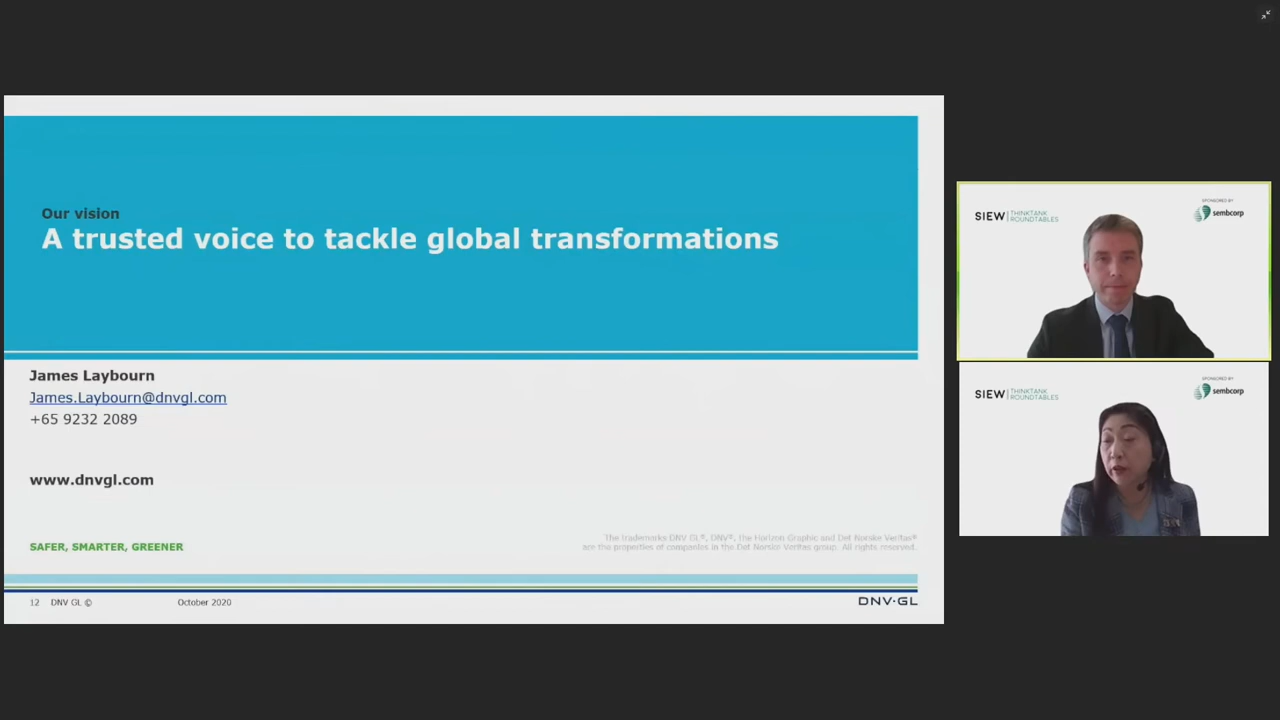 Our vision
A trusted voice to tackle global transformations
James Laybourn
James.Laybourn@dnvgl.com
+65 9232 2089
www.dnvgl.com
SAFER, SMARTER, GREENER
The trademarks DNV GL®, DNV®, the Horizon Graphic and Det Norske Veritas®
are the properties of companies in the Det Norske Veritas group. All rights reserved.
12 DNV GL © October 2020
DNV·GL
SIEW THINKTANK
ROUNDTABLES
SPONSORED BY
sembcorp
SIEW THINKTANK
ROUNDTABLES
SPONSORED BY
sembcorp